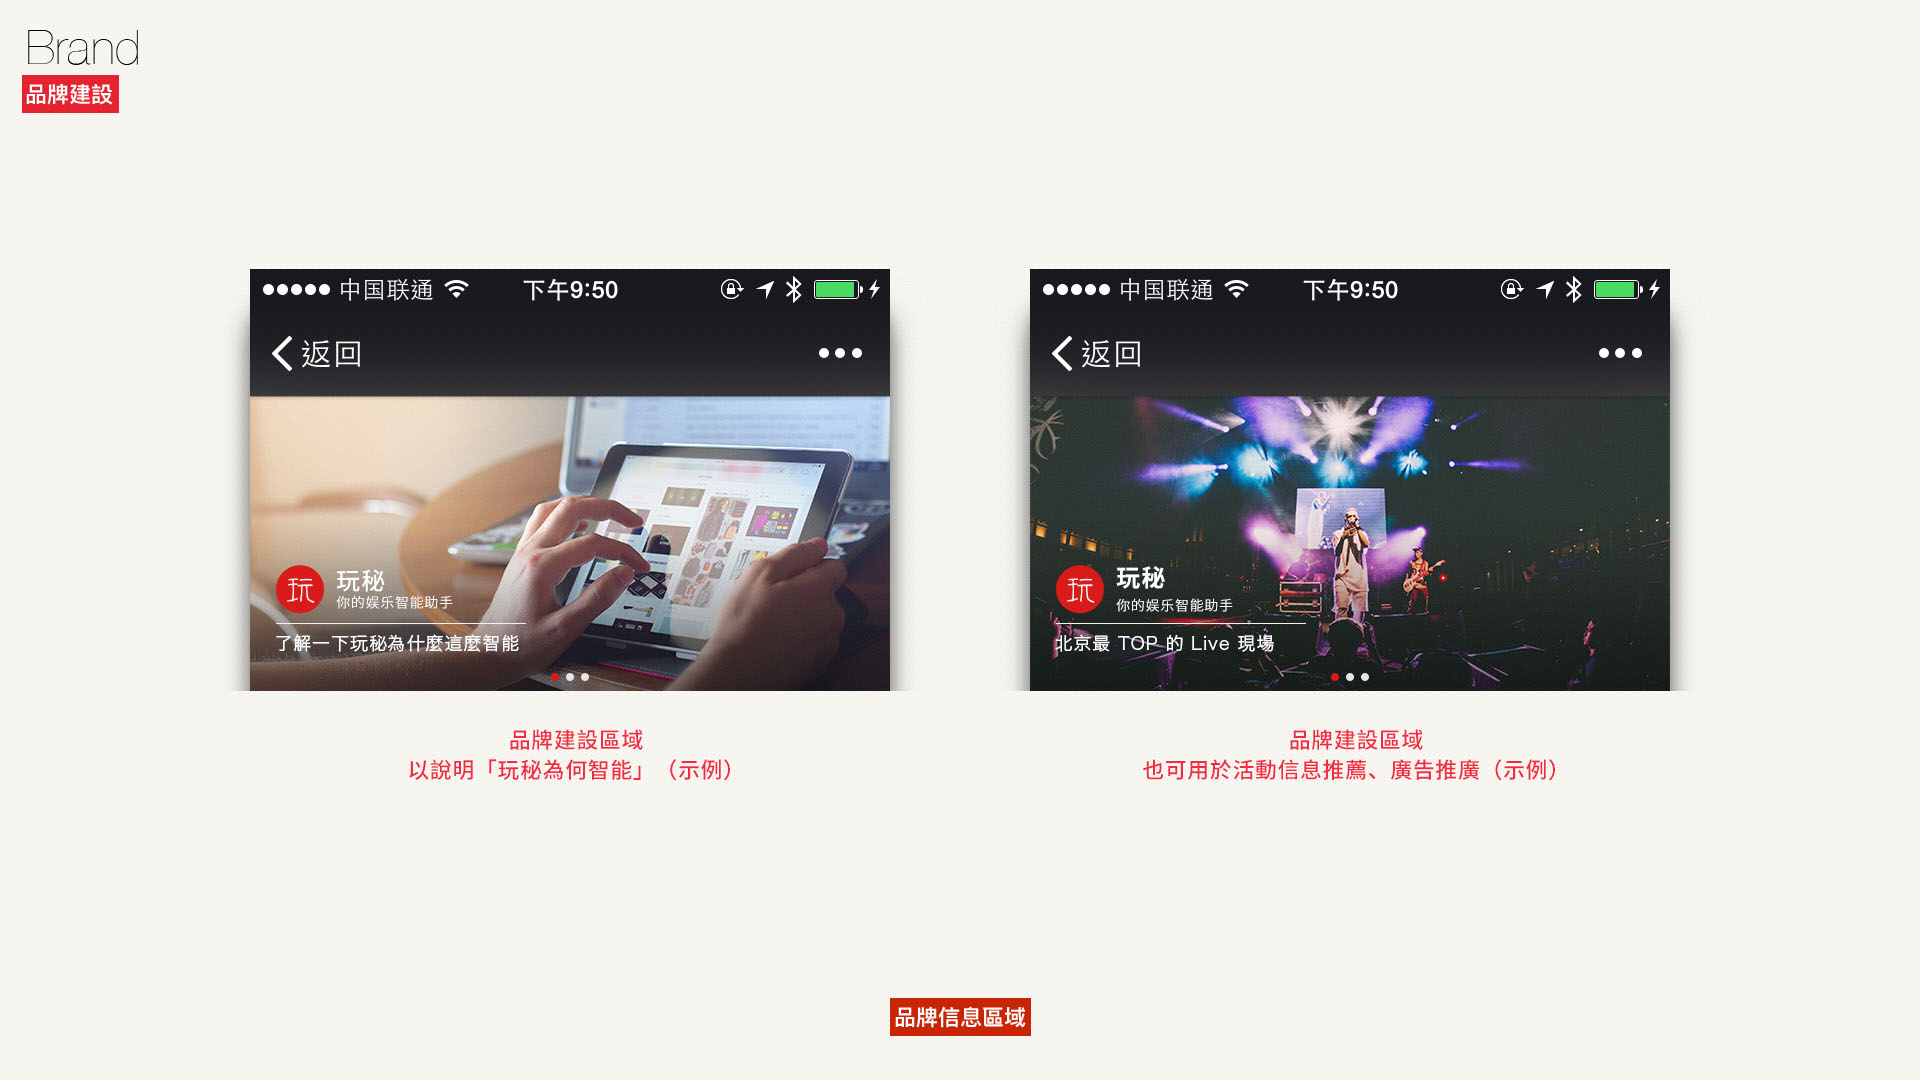 Brand
品牌建設
中国联通 下午9:50
返回
玩 玩秘
你的娱乐智能助手
了解一下玩秘為什麼這麼智能
品牌建設區域
以說明「玩秘為何智能」（示例）
中国联通 下午9:50
返回
玩 玩秘
你的娱乐智能助手
北京最 TOP 的 Live 現場
品牌建設區域
也可用於活動信息推薦、廣告推廣（示例）
品牌信息區域